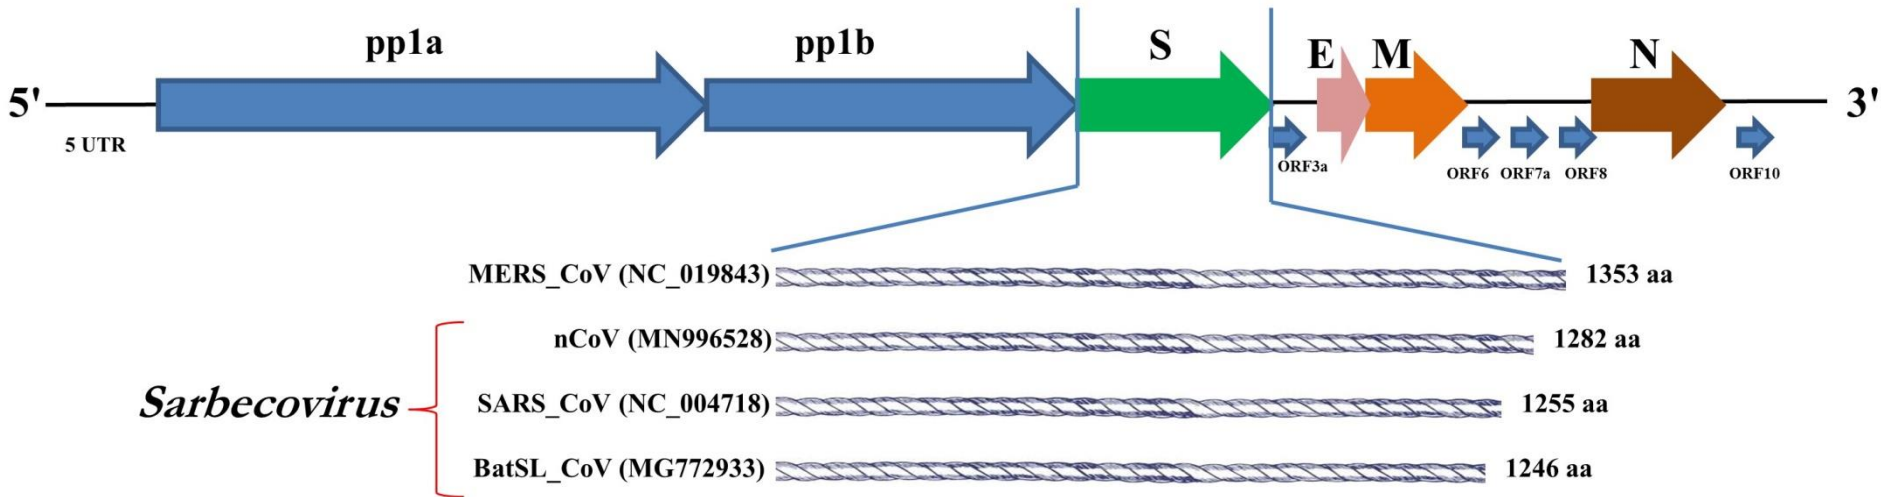 pp1a
pp1b
S
E
M
N
5'
3'
5 UTR
ORF3a
ORF6
ORF7a
ORF8
ORF10
MERS_CoV (NC_019843)
1353 aa
nCoV (MN996528)
1282 aa
Sarbecovirus
SARS_CoV (NC_004718)
1255 aa
BatSL_CoV (MG772933)
1246 aa